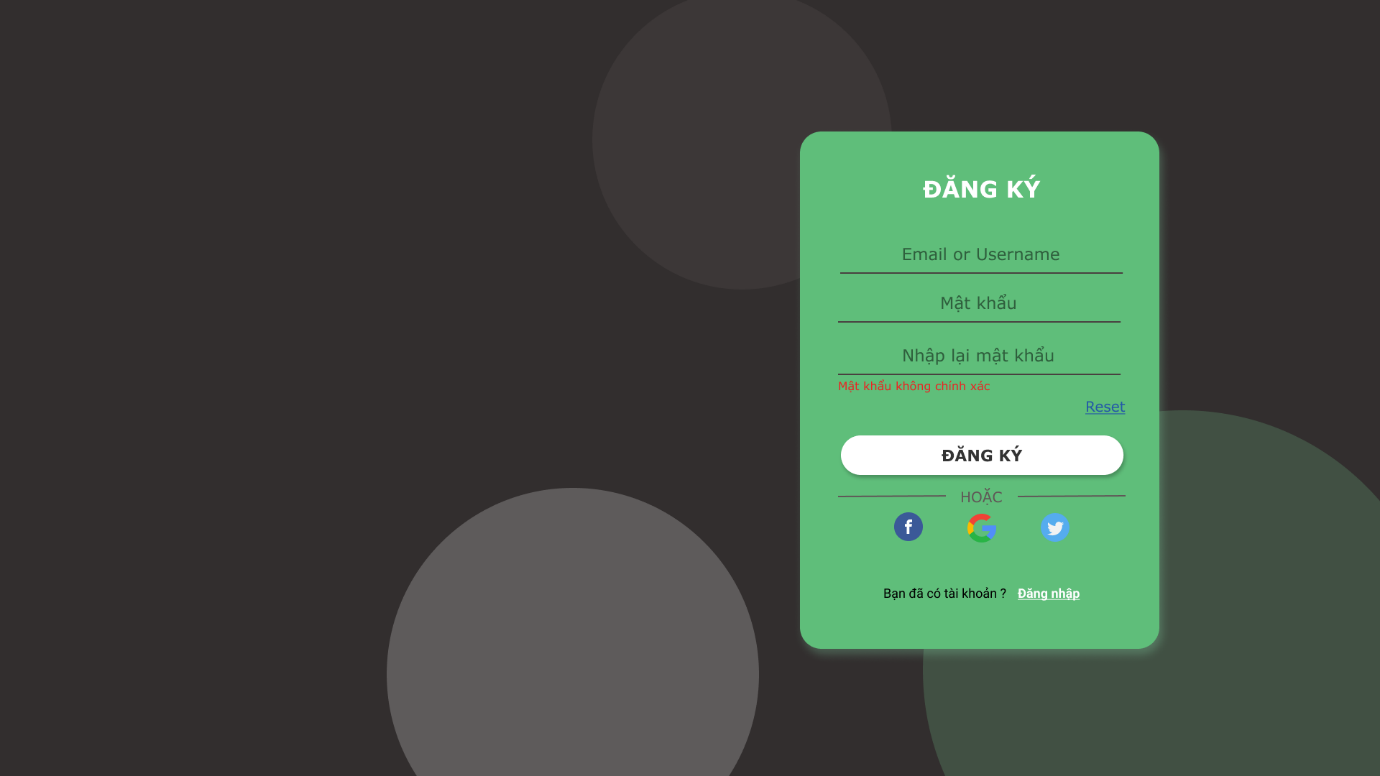 ĐĂNG KÝ
Email or Username
Mật khẩu
Nhập lại mật khẩu
Mật khẩu không chính xác
Reset
ĐĂNG KÝ
HOẶC
Bạn đã có tài khoản ? Đăng nhập